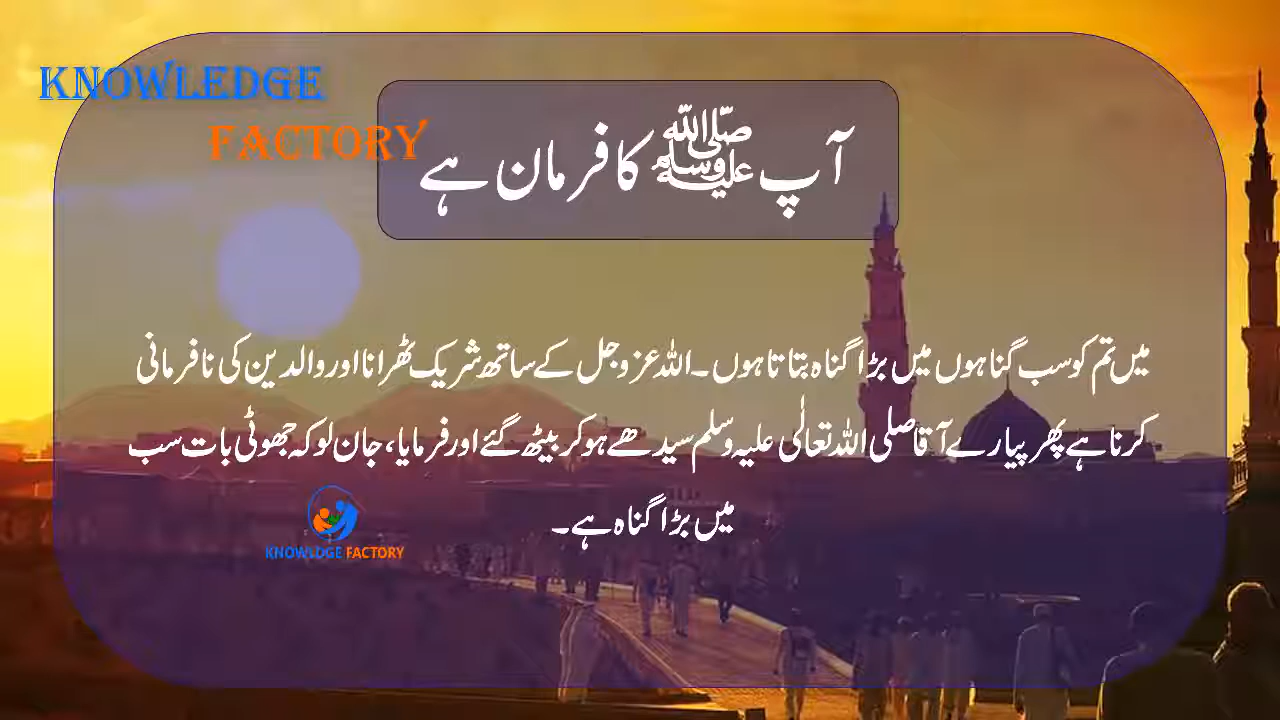 KNOWLEDGE
FACTORY
آپ ﷺ کا فرمان ہے
میں تم کو سب گناہوں میں بڑا گناہ بتاتا ہوں۔ اللہ عزوجل کے ساتھ شریک ٹھرانا اور والدین کی نافرمانی
کرنا ہے پھر پیارے آقا صلی اللہ تعالٰی علیہ وسلم سیدھے ہو کر بیٹھ گئے اور فرمایا، جان لو کہ جھوٹی بات سب
میں بڑا گناہ ہے۔
KNOWLDGE FACTORY